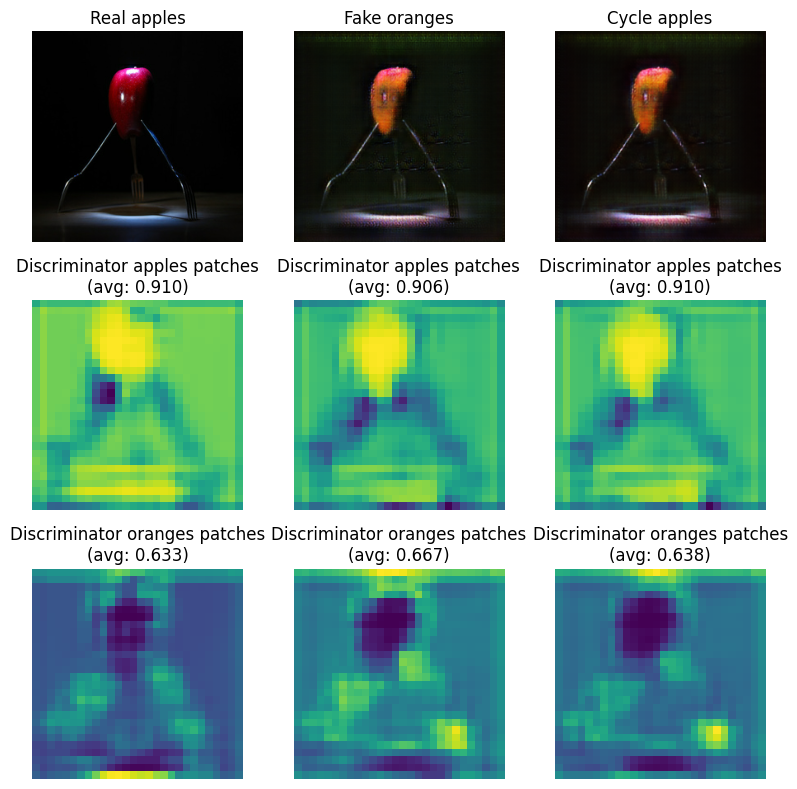 Real apples
Fake oranges
Cycle apples
Discriminator apples patches
(avg: 0.910)
Discriminator apples patches
(avg: 0.906)
Discriminator apples patches
(avg: 0.910)
Discriminator oranges patches
(avg: 0.633)
Discriminator oranges patches
(avg: 0.667)
Discriminator oranges patches
(avg: 0.638)